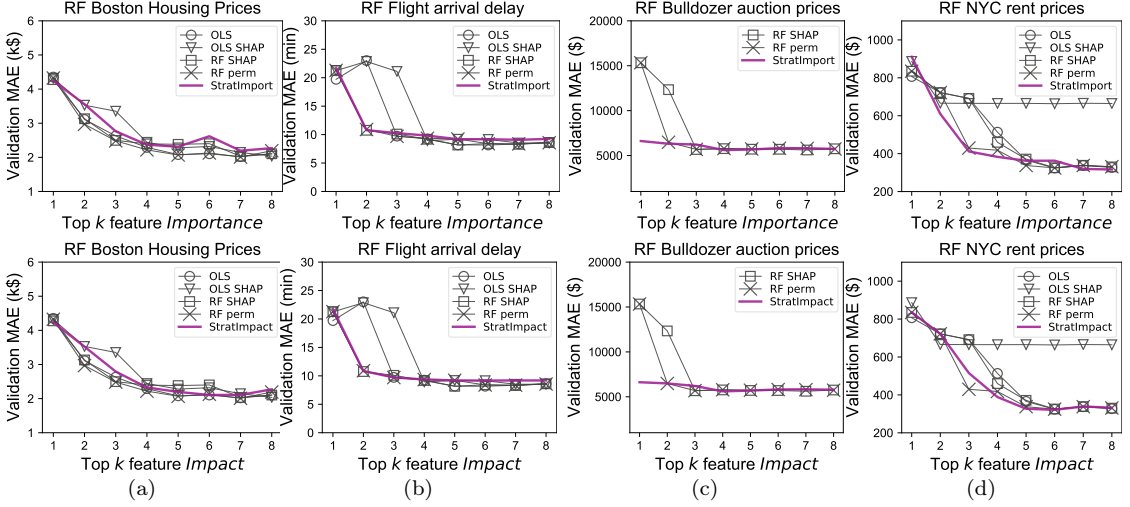 RF Boston Housing Prices
Validation MAE (k$)
6
5
4
3
2
1
OLS
OLS SHAP
RF SHAP
RF perm
StratImport
1 2 3 4 5 6 7 8
Top k feature Importance
RF Flight arrival delay
Validation MAE (min)
30
25
20
15
10
5
0
OLS
OLS SHAP
RF SHAP
RF perm
StratImport
1 2 3 4 5 6 7 8
Top k feature Importance
RF Bulldozer auction prices
Validation MAE ($)
20000
15000
10000
5000
RF SHAP
RF perm
StratImport
1 2 3 4 5 6 7 8
Top k feature Importance
RF NYC rent prices
Validation MAE ($)
1000
800
600
400
200
OLS
OLS SHAP
RF SHAP
RF perm
StratImport
1 2 3 4 5 6 7 8
Top k feature Importance
RF Boston Housing Prices
Validation MAE (k$)
6
5
4
3
2
1
OLS
OLS SHAP
RF SHAP
RF perm
StratImpact
1 2 3 4 5 6 7 8
Top k feature Impact
(a)
RF Flight arrival delay
Validation MAE (min)
30
25
20
15
10
5
0
OLS
OLS SHAP
RF SHAP
RF perm
StratImpact
1 2 3 4 5 6 7 8
Top k feature Impact
(b)
RF Bulldozer auction prices
Validation MAE ($)
20000
15000
10000
5000
RF SHAP
RF perm
StratImpact
1 2 3 4 5 6 7 8
Top k feature Impact
(c)
RF NYC rent prices
Validation MAE ($)
1000
800
600
400
200
OLS
OLS SHAP
RF SHAP
RF perm
StratImpact
1 2 3 4 5 6 7 8
Top k feature Impact
(d)